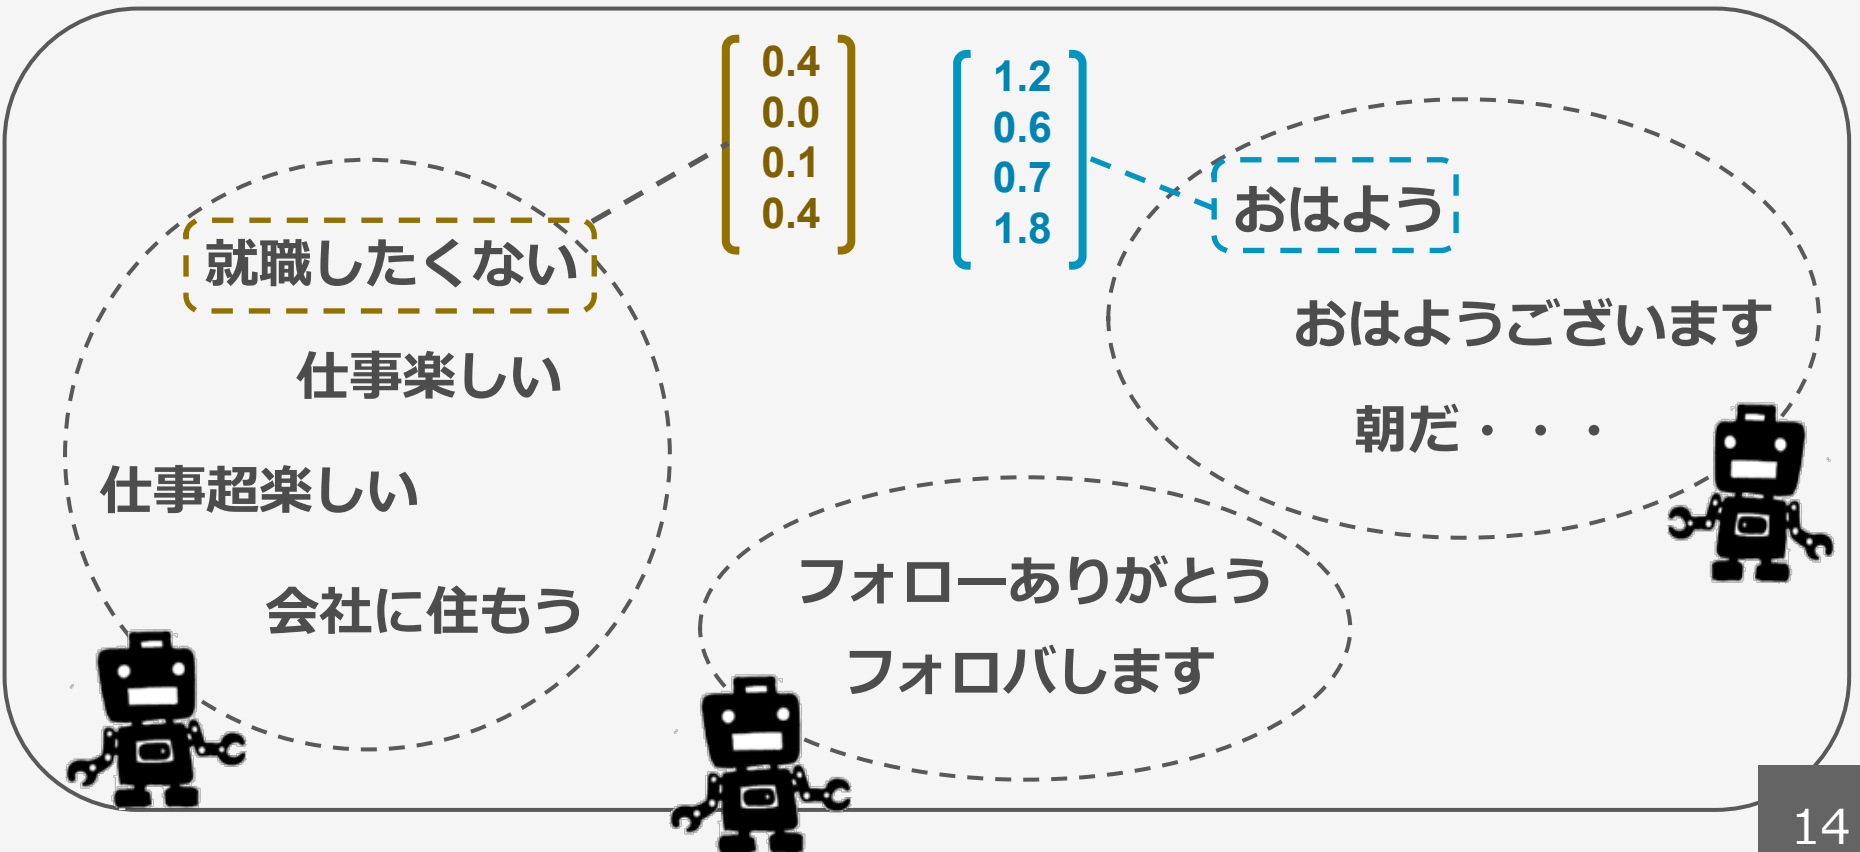 0.4
0.0
0.1
0.4
1.2
0.6
0.7
1.8
就職したくない
仕事楽しい
仕事超楽しい
会社に住もう
おはよう
おはようございます
朝だ・・・
フォローありがとう
フォロバします
14